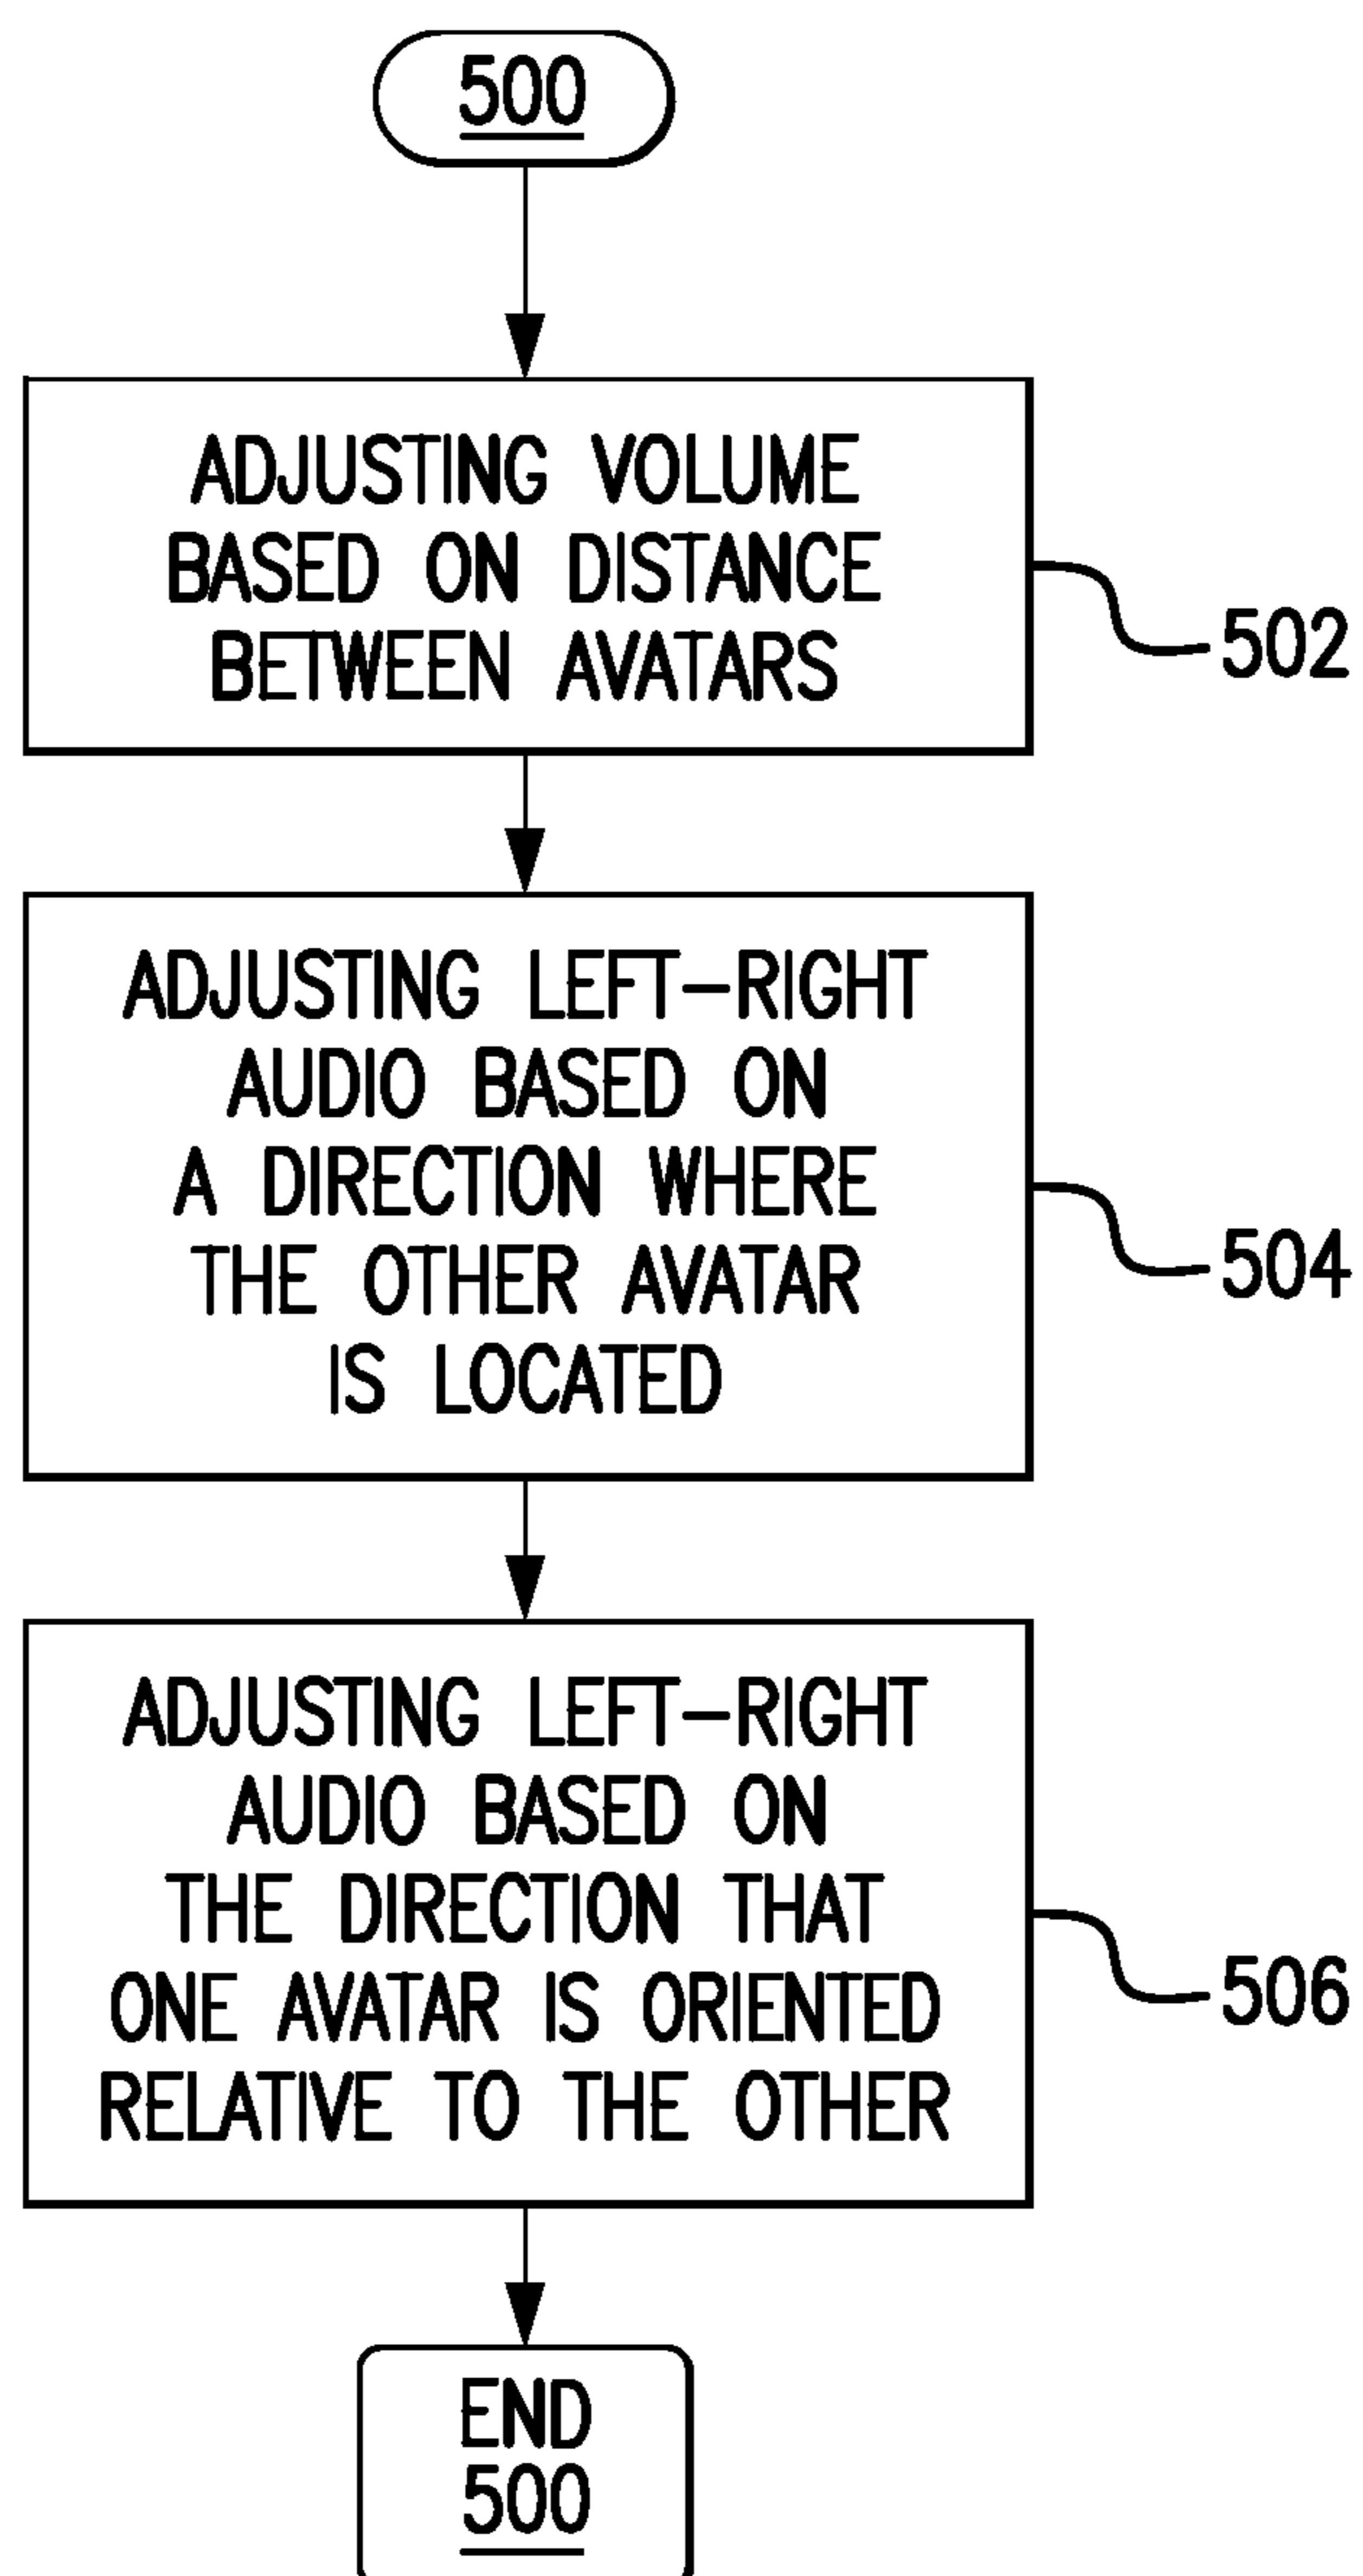 500
ADJUSTING VOLUME
BASED ON DISTANCE
BETWEEN AVATARS
502
ADJUSTING LEFT-RIGHT
AUDIO BASED ON
A DIRECTION WHERE
THE OTHER AVATAR
IS LOCATED
504
ADJUSTING LEFT-RIGHT
AUDIO BASED ON
THE DIRECTION THAT
ONE AVATAR IS ORIENTED
RELATIVE TO THE OTHER
506
END
500